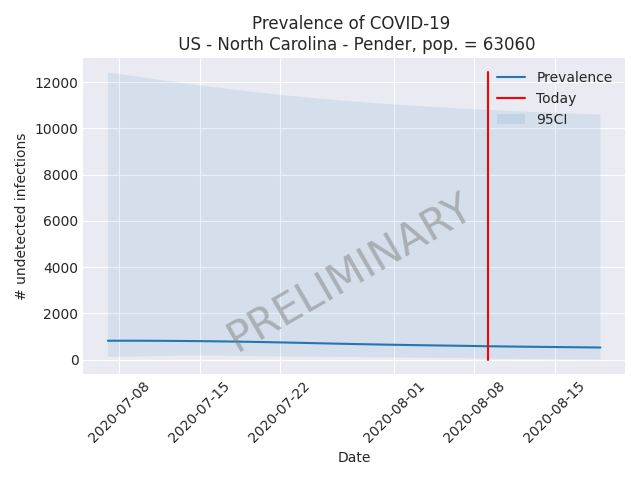 Prevalence of COVID-19
US - North Carolina - Pender, pop. = 63060
12000
10000
8000
6000
4000
2000
0
# undetected infections
Prevalence
Today
95CI
PRELIMINARY
2020-07-08
2020-07-15
2020-07-22
2020-08-01
2020-08-08
2020-08-15
Date